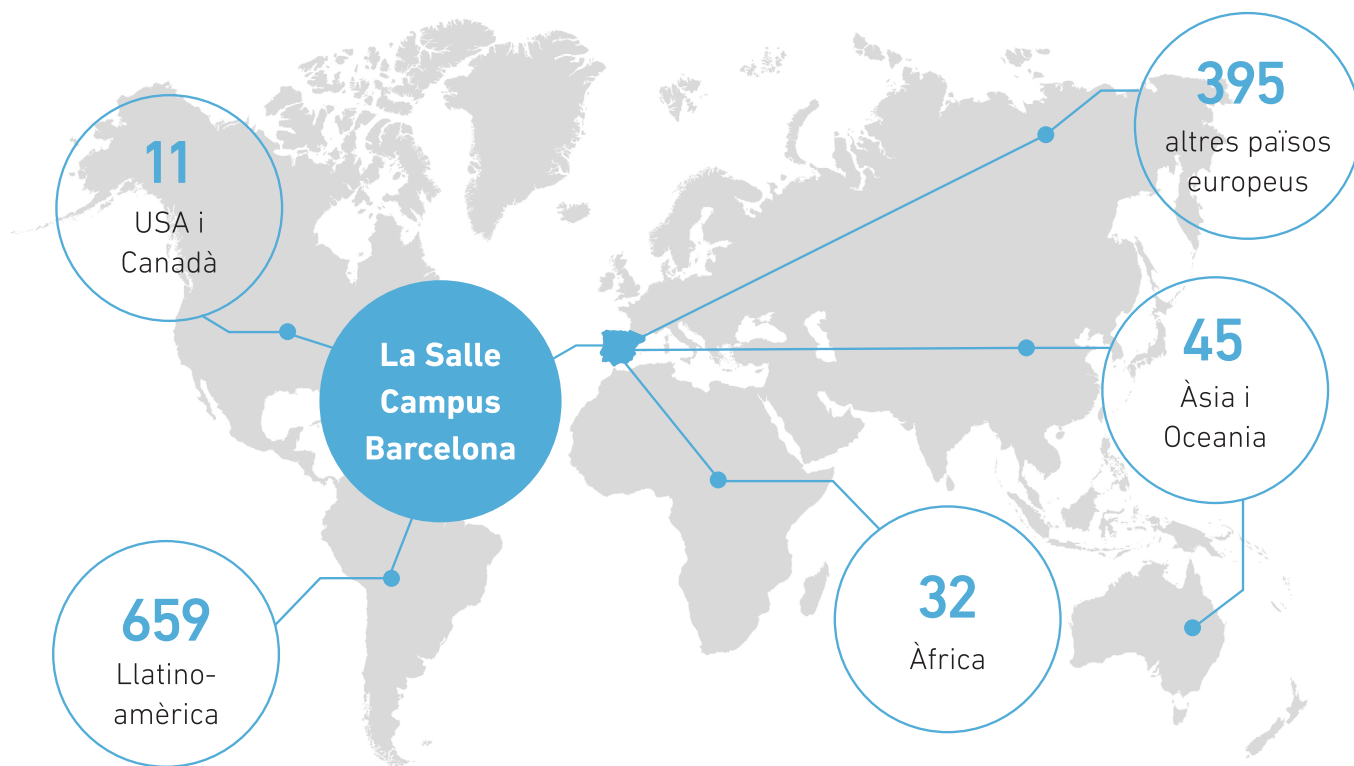 11
USA i
Canadà
395
altres països
europeus
La Salle
Campus
Barcelona
45
Àsia i
Oceania
659
Llatino-
amèrica
32
Àfrica